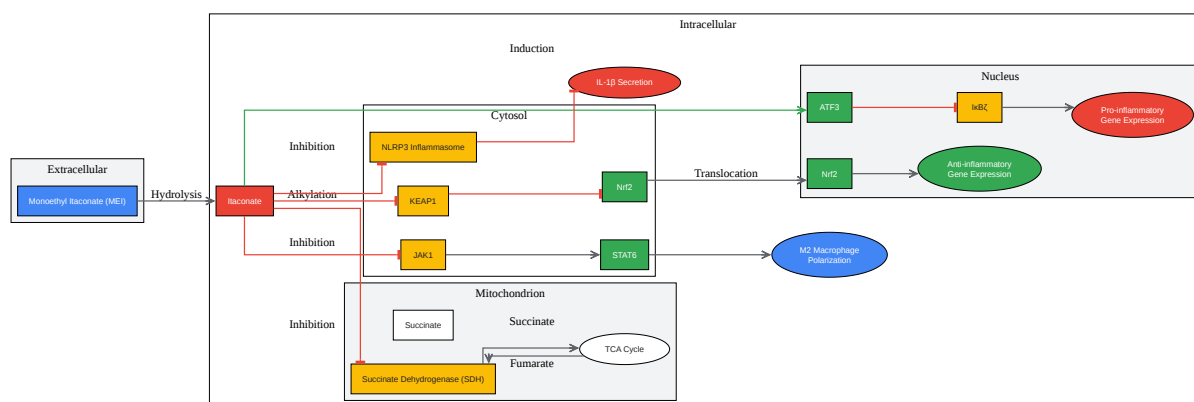 Intracellular
Induction
IL-1β Secretion
Nucleus
ATF3
IκBζ
Pro-inflammatory
Gene Expression
Cytosol
Inhibition
NLRP3 Inflammasome
Extracellular
Monoethyl Itaconate (MEI)
Hydrolysis
Itaconate
Alkylation
KEAP1
Nrf2
Translocation
Nrf2
Anti-inflammatory
Gene Expression
Inhibition
JAK1
STAT6
M2 Macrophage
Polarization
Mitochondrion
Inhibition
Succinate
Succinate
TCA Cycle
Fumarate
Succinate Dehydrogenase (SDH)